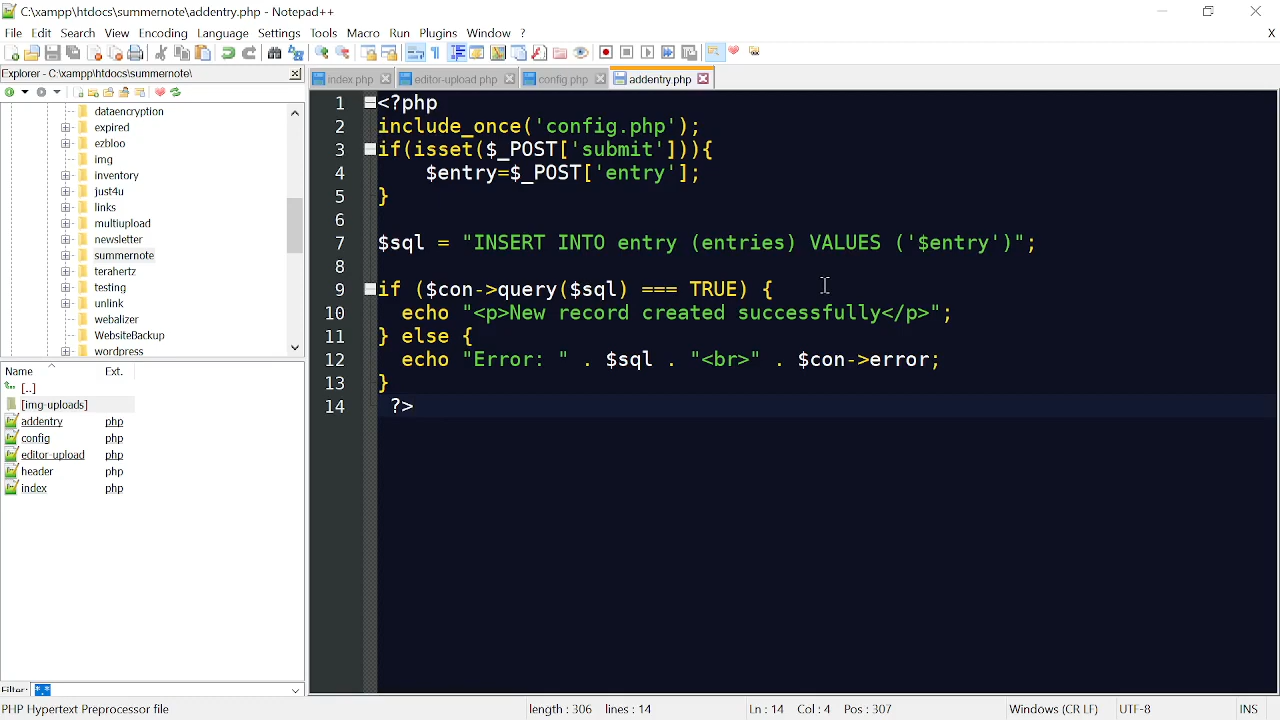 C:\xampp\htdocs\summernote\addentry.php - Notepad++
File Edit Search View Encoding Language Settings Tools Macro Run Plugins Window ? X
Explorer - C:\xampp\htdocs\summernote\
index.php editor-upload.php config.php addentry.php
dataencryption
expired
ezbloo
img
inventory
just4u
links
multiupload
newsletter
summernote
terahertz
testing
unlink
webalizer
WebsiteBackup
wordpress
Name Ext.
[..]
[img-uploads]
addentry php
config php
editor-upload php
header php
index php
Filter: *.*
1 <?php
2 include_once('config.php');
3 if(isset($_POST['submit'])){
4 $entry=$_POST['entry'];
5 }
6
7 $sql = "INSERT INTO entry (entries) VALUES ('$entry')";
8
9 if ($con->query($sql) === TRUE) {
10 echo "<p>New record created successfully</p>";
11 } else {
12 echo "Error: " . $sql . "<br>" . $con->error;
13 }
14 ?>
PHP Hypertext Preprocessor file length : 306 lines : 14 Ln : 14 Col : 4 Pos : 307 Windows (CR LF) UTF-8 INS